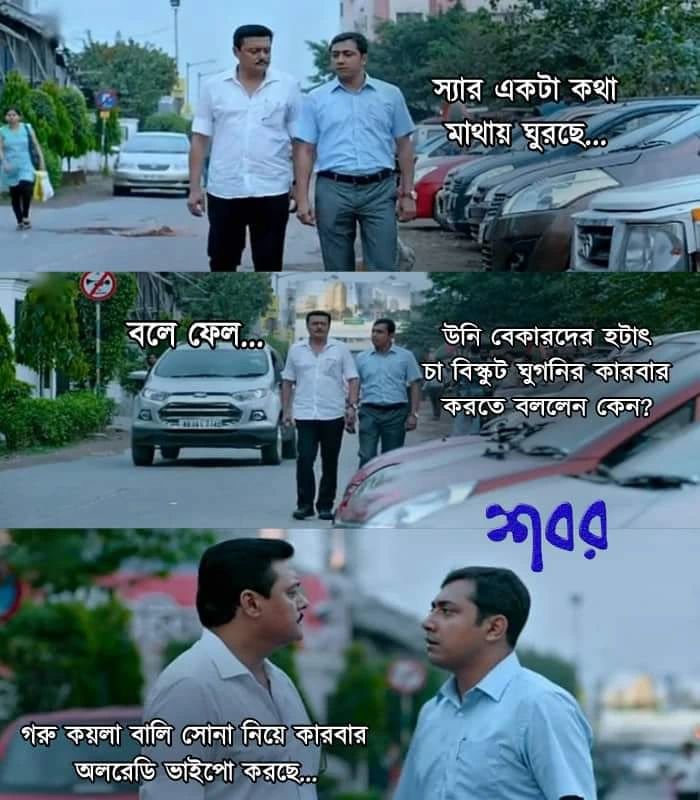 স্যার একটা কথা
মাথায় ঘুরছে...
বলে ফেল...
উনি বেকারদের হটাৎ
চা বিস্কুট ঘুগনির কারবার
করতে বললেন কেন?
শবর
গরু কয়লা বালি সোনা নিয়ে কারবার
অলরেডি ভাইপো করছে...